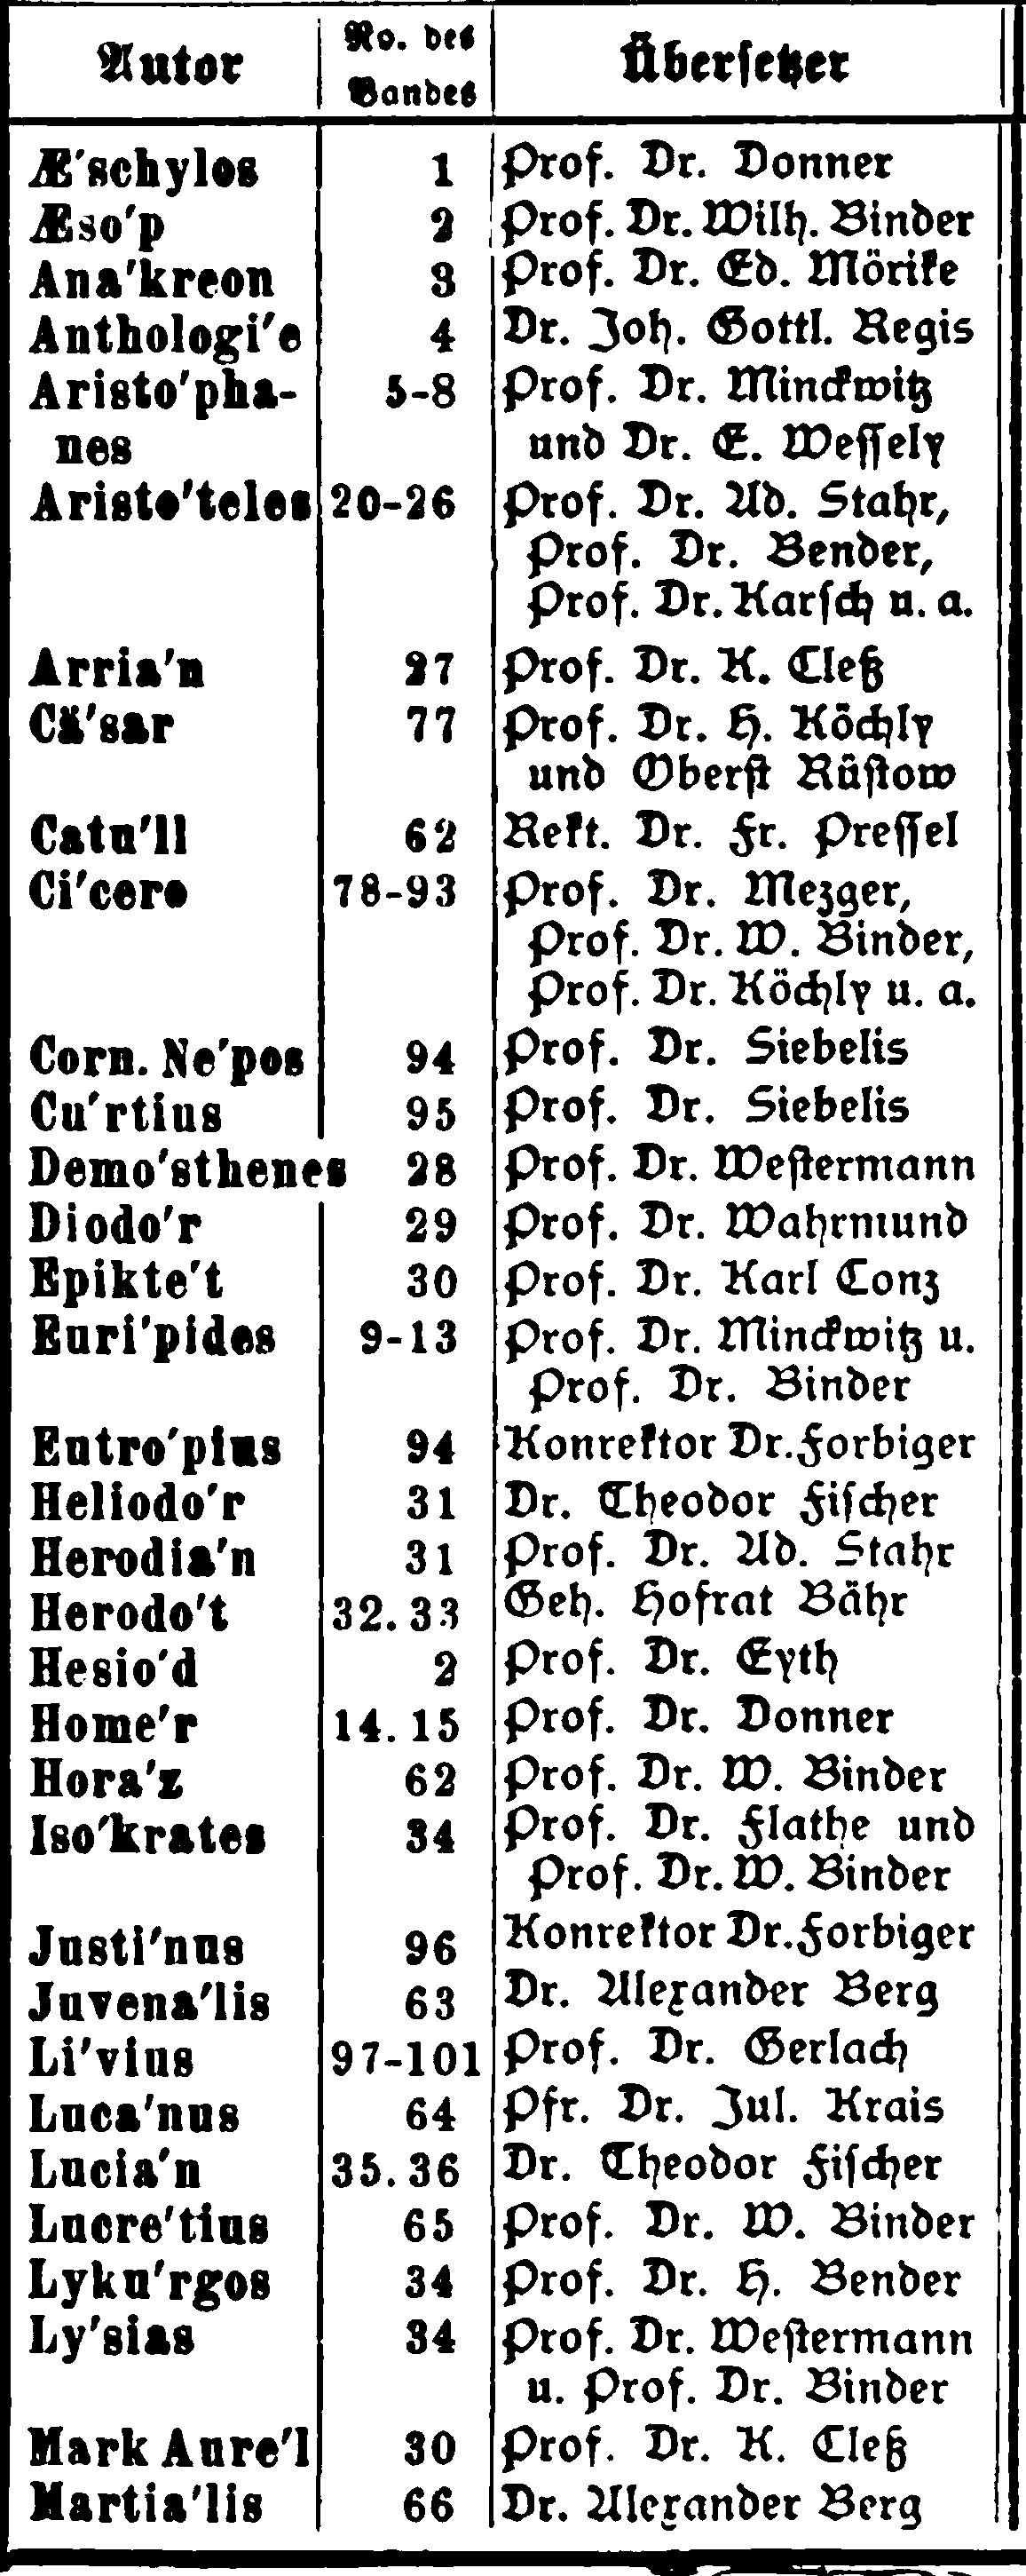 Autor No. des Bandes Übersetzer
Æ'schylos 1 Prof. Dr. Donner
Æso'p 2 Prof. Dr. Wilh. Binder
Ana'kreon 3 Prof. Dr. Ed. Mörike
Anthologi'e 4 Dr. Joh. Gottl. Regis
Aristo'pha- 5-8 Prof. Dr. Minckwitz
nes und Dr. E. Wessely
Aristo'teles 20-26 Prof. Dr. Ad. Stahr,
Prof. Dr. Bender,
Prof. Dr. Karsch u. a.
Arria'n 27 Prof. Dr. K. Cleß
Cä'sar 77 Prof. Dr. H. Köchly
und Oberst Rüstow
Catu'll 62 Rekt. Dr. Fr. Pressel
Ci'cero 78-93 Prof. Dr. Mezger,
Prof. Dr. W. Binder,
Prof. Dr. Köchly u. a.
Corn. Ne'pos 94 Prof. Dr. Siebelis
Cu'rtius 95 Prof. Dr. Siebelis
Demo'sthenes 28 Prof. Dr. Westermann
Diodo'r 29 Prof. Dr. Wahrmund
Epikte't 30 Prof. Dr. Karl Conz
Euri'pides 9-13 Prof. Dr. Minckwitz u.
Prof. Dr. Binder
Eutro'pius 94 Konrektor Dr. Forbiger
Heliodo'r 31 Dr. Theodor Fischer
Herodia'n 31 Prof. Dr. Ad. Stahr
Herodo't 32. 33 Geh. Hofrat Bähr
Hesio'd 2 Prof. Dr. Eyth
Home'r 14. 15 Prof. Dr. Donner
Hora'z 62 Prof. Dr. W. Binder
Iso'krates 34 Prof. Dr. Flathe und
Prof. Dr. W. Binder
Justi'nus 96 Konrektor Dr. Forbiger
Juvena'lis 63 Dr. Alexander Berg
Li'vius 97-101 Prof. Dr. Gerlach
Luca'nus 64 Pfr. Dr. Jul. Krais
Lucia'n 35. 36 Dr. Theodor Fischer
Lucre'tius 65 Prof. Dr. W. Binder
Lyku'rgos 34 Prof. Dr. H. Bender
Ly'sias 34 Prof. Dr. Westermann
u. Prof. Dr. Binder
Mark Aure'l 30 Prof. Dr. K. Cleß
Martia'lis 66 Dr. Alexander Berg